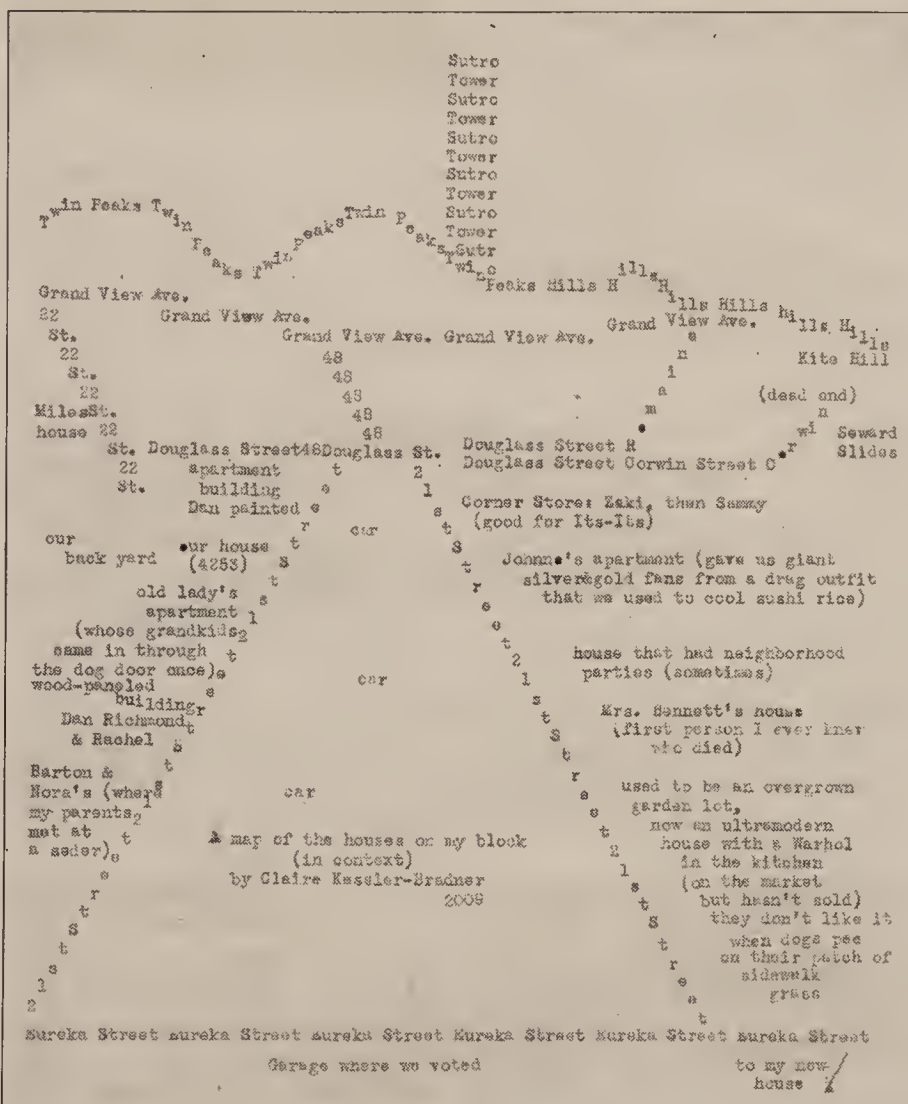 Sutro
Tower
Sutro
Tower
Sutro
Tower
Sutro
Tower
Sutro
Tower
Sutr
o
Twin Peaks Twin Peaks Twin peaksTwin peaksTwin
Peaks Hills Hills Hills Hills hills Hills
Grand View Ave.
Grand View Ave.
Grand View Ave. Grand View Ave.
Grand View Ave.
Kite Hill
22
St.
22
St.
22
St.
22
St.
22
St.
48
48
48
48
48
48
Miles
house
Romaine
(dead end)
Corwin
Seward
Slides
Douglass Street
Douglass St.
Douglass Street
Douglass Street Corwin Street
apartment
building
Dan painted
car
Corner Store: Zaki, then Sammy
(good for Its-Its)
our
back yard
our house
(4253)
Johnne's apartment (gave us giant
silver&gold fans from a drag outfit
that we used to cool sushi rice)
old lady's
apartment
(whose grandkids
came in through
the dog door once)
car
house that had neighborhood
parties (sometimes)
wood-paneled
building
Dan Richmond
& Rachel
Mrs. Bennett's house
(first person I ever knew
who died)
Barton &
Nora's (where
my parents
met at
a seder)
car
used to be an overgrown
garden lot,
now an ultramodern
house with a Warhol
in the kitchen
(on the market
but hasn't sold)
they don't like it
when dogs pee
on their patch of
sidewalk
grass
21stStreet21stStreet
21stStreet21stStreet21stStreet
A map of the houses on my block
(in context)
by Claire Kessler-Bradner
2009
Eureka Street Eureka Street Eureka Street Eureka Street Eureka Street Eureka Street
Garage where we voted
to my new
house